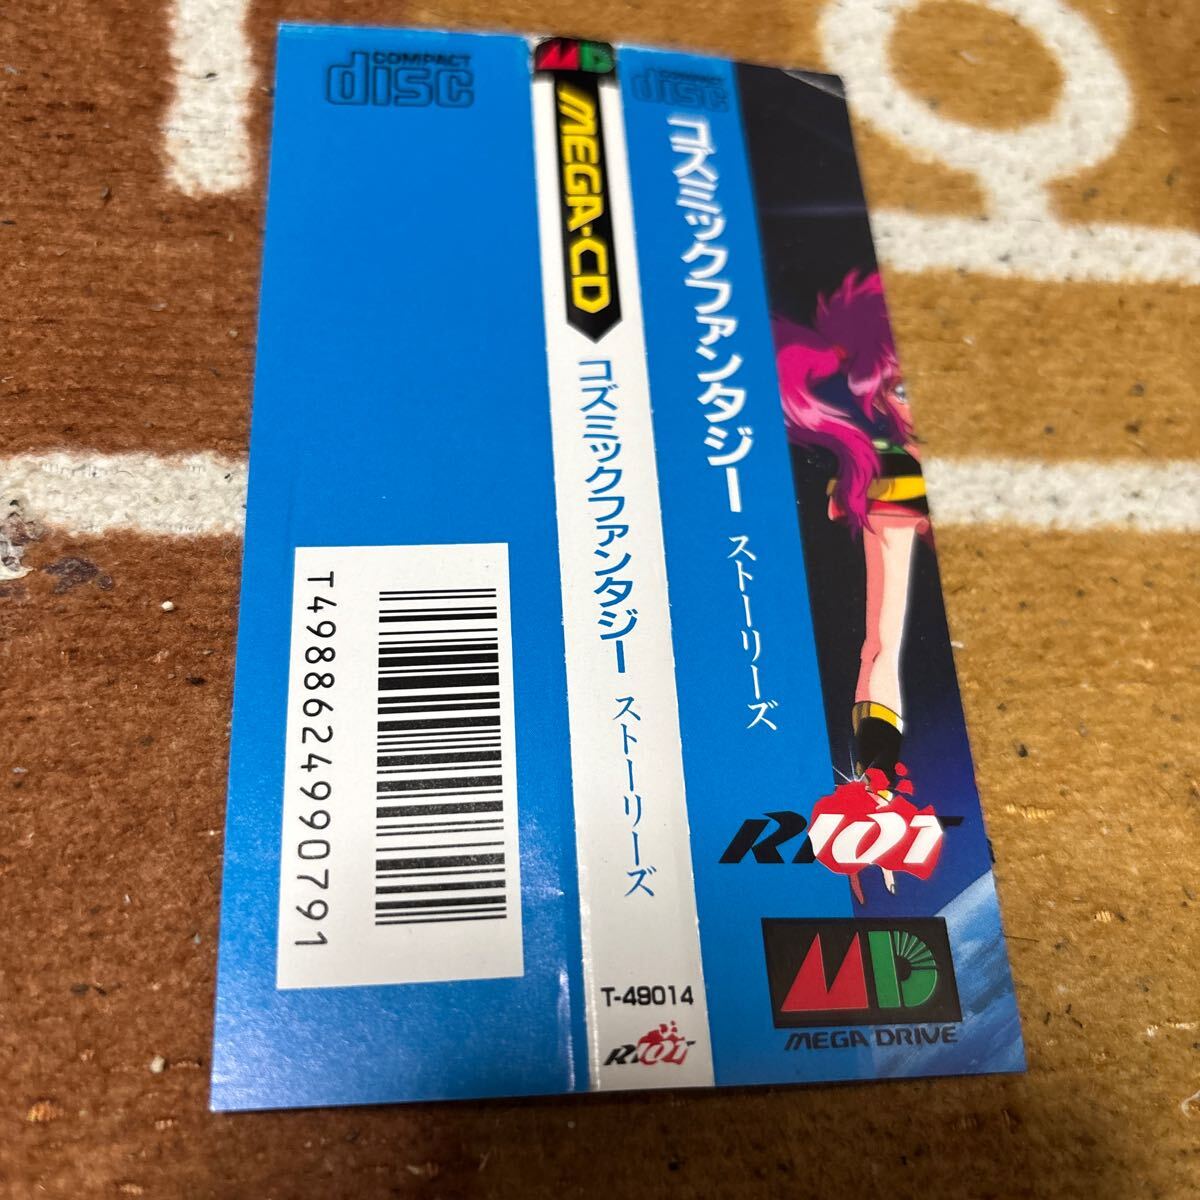 COMPACT
disc
T4988624990791
MD
MEGA-CD
コズミックファンタジー ストーリーズ
T-49014
RIOT
COMPACT
disc
コズミックファンタジー ストーリーズ
RIOT
MD
MEGA DRIVE